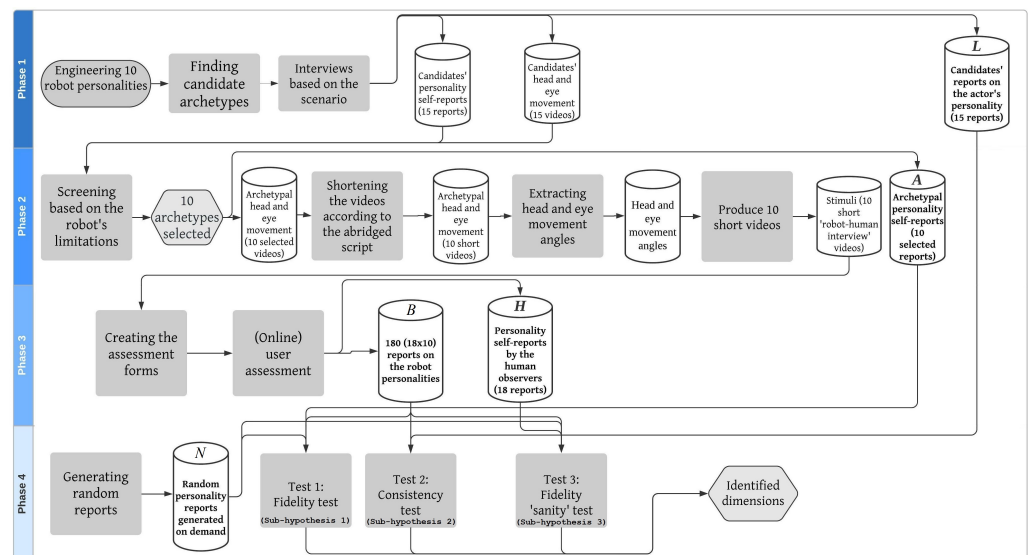 Phase 1
Engineering 10
robot personalities
Finding
candidate
archetypes
Interviews
based on the
scenario
Candidates'
personality
self-reports
(15 reports)
Candidates'
head and
eye
movement
(15 videos)
L
Candidates'
reports on
the actor's
personality
(15 reports)
Phase 2
Screening
based on the
robot's
limitations
10
archetypes
selected
Archetypal
head and
eye
movement
(10 selected
videos)
Shortening
the videos
according to
the abridged
script
Archetypal
head and
eye
movement
(10 short
videos)
Extracting
head and eye
movement
angles
Head and
eye
movement
angles
Produce 10
short videos
Stimuli (10
short
'robot-human
interview'
videos)
A
Archetypal
personality
self-reports
(10
selected
reports)
Phase 3
Creating the
assessment
forms
(Online)
user
assessment
B
180 (18x10)
reports on
the robot
personalities
H
Personality
self-reports
by the
human
observers
(18 reports)
Phase 4
Generating
random
reports
N
Random
personality
reports
generated
on demand
Test 1:
Fidelity test
(Sub-hypothesis 1)
Test 2:
Consistency
test
(Sub-hypothesis 2)
Test 3:
Fidelity
'sanity' test
(Sub-hypothesis 3)
Identified
dimensions